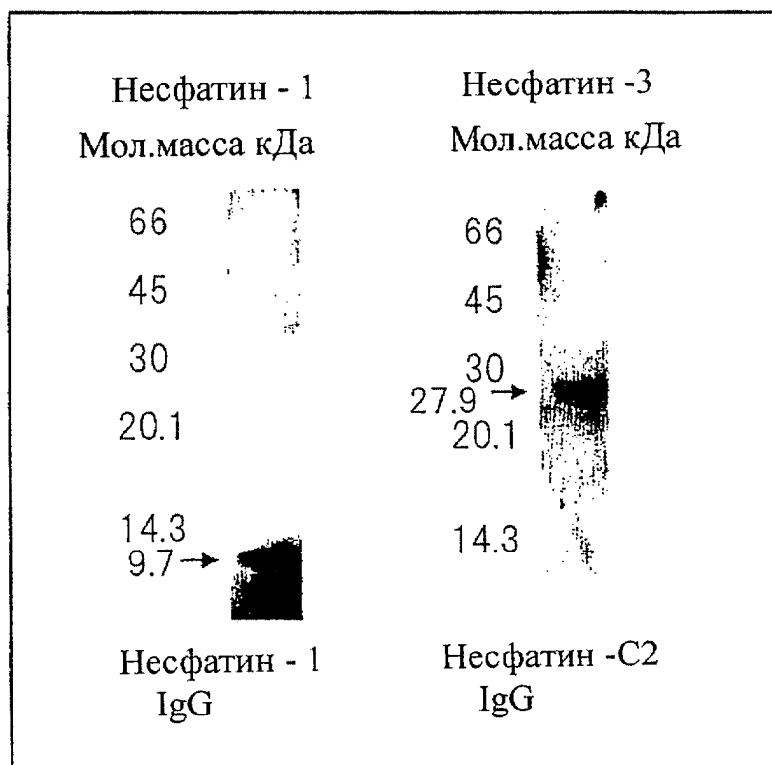 Несфатин - 1
Мол.масса кДа
66
45
30
20.1
14.3
9.7
Несфатин - 1
IgG
Несфатин -3
Мол.масса кДа
66
45
30
27.9
20.1
14.3
Несфатин -C2
IgG